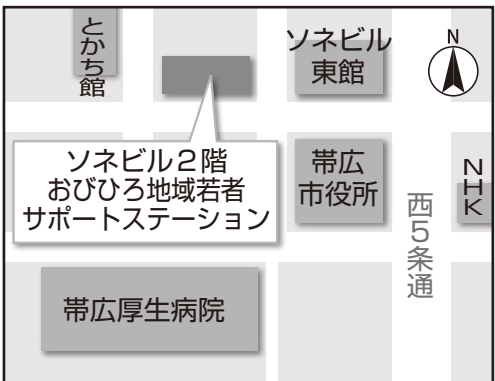 とかち館
ソネビル
東館
N
ソネビル2階
おびひろ地域若者
サポートステーション
帯広
市役所
NHK
西5条通
帯広厚生病院